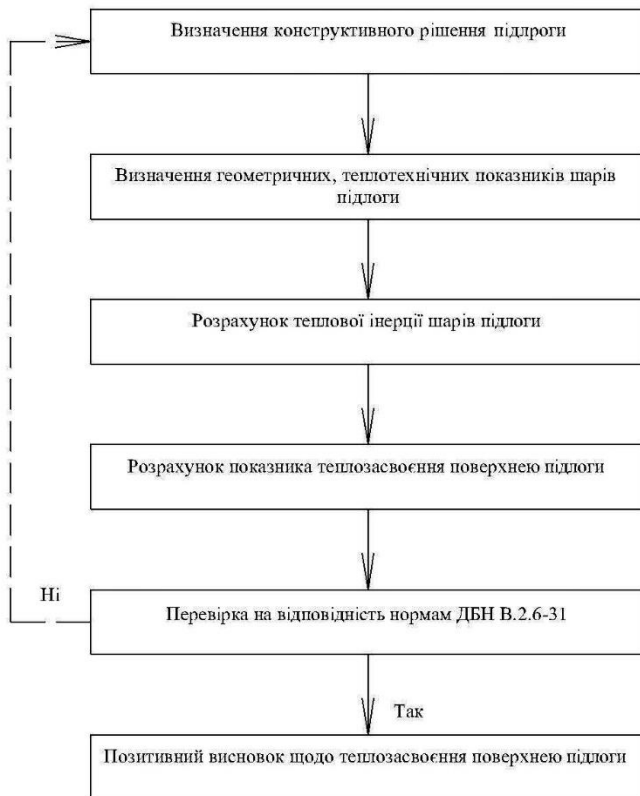 Визначення конструктивного рішення підлроги
Визначення геометричних, теплотехнічних показників шарів
підлоги
Розрахунок теплової інерції шарів підлоги
Розрахунок показника теплозасвоєння поверхнею підлоги
Ні
Перевірка на відповідність нормам ДБН В.2.6-31
Так
Позитивний висновок щодо теплозасвоєння поверхнею підлоги